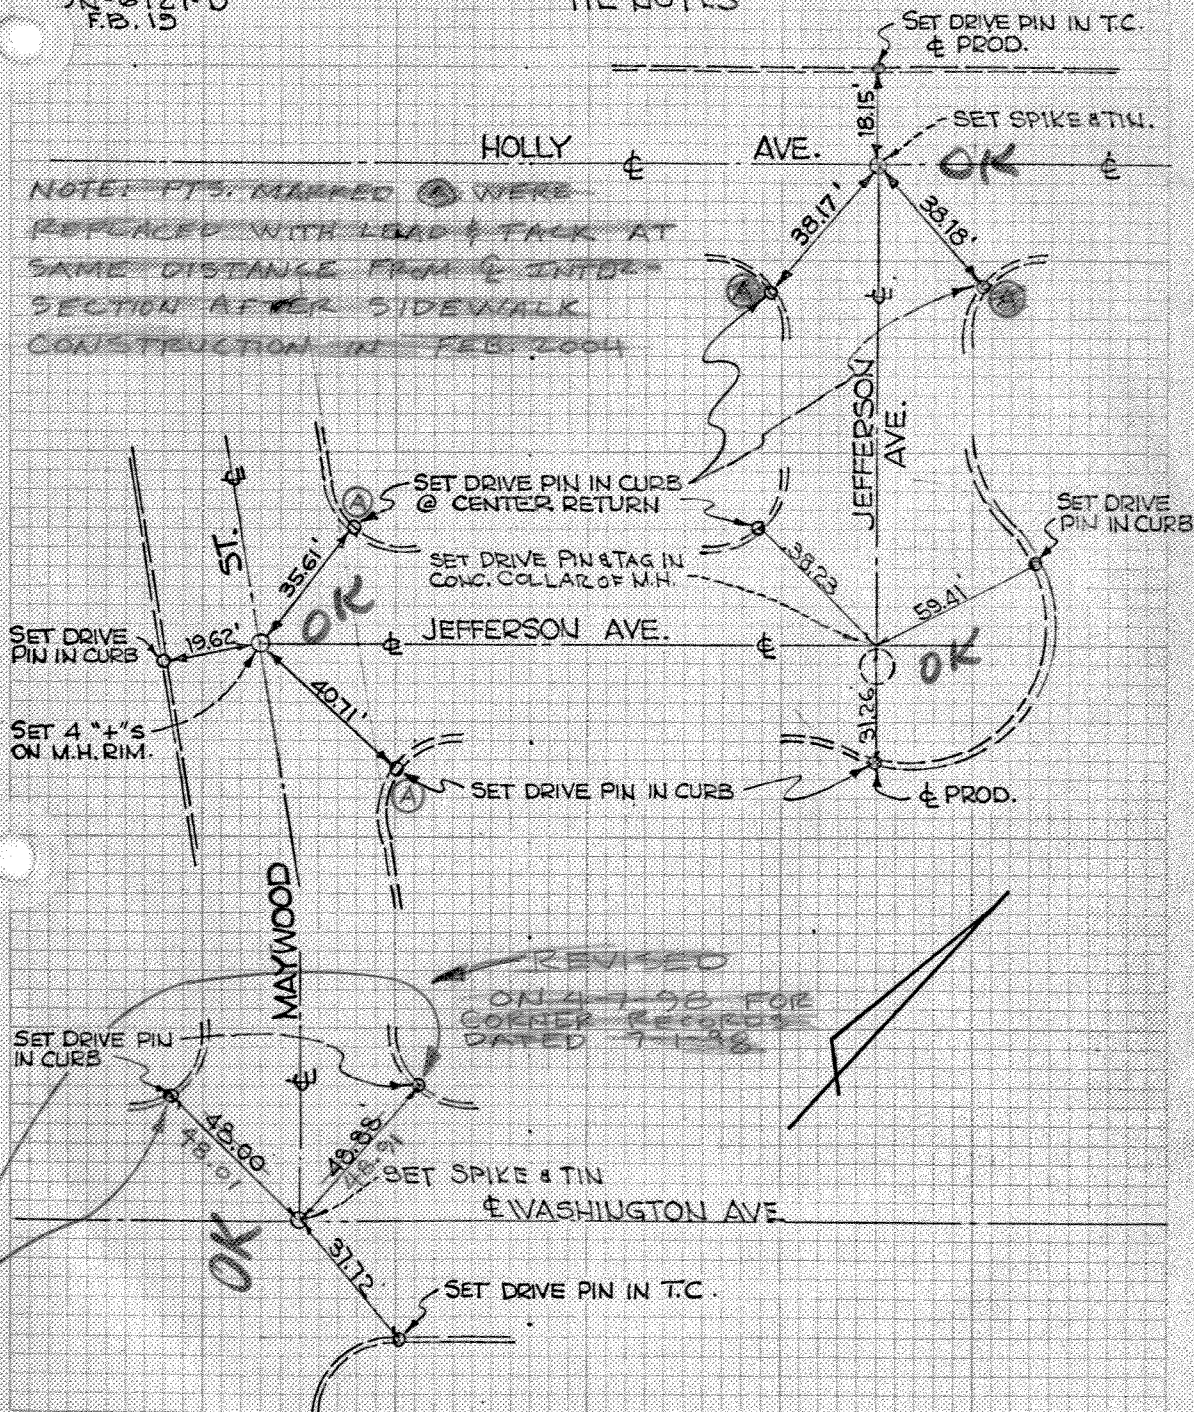 F.B. 15
TIE NOTES
SET DRIVE PIN IN T.C.
℄ PROD.
18.15'
SET SPIKE & TIN.
HOLLY AVE.
℄
OK
℄
NOTE: PTS. MARKED Ⓐ WERE
REPLACED WITH LEAD & TACK AT
SAME DISTANCE FROM ℄ INTER-
SECTION AFTER SIDEWALK
CONSTRUCTION IN FEB. 2004
38.17'
38.18'
A
A
℄
JEFFERSON
AVE.
℄
ST.
A
SET DRIVE PIN IN CURB
@ CENTER RETURN
SET DRIVE
PIN IN CURB
SET DRIVE PIN & TAG IN
CONC. COLLAR OF M.H.
35.61'
OK
38.23
59.41'
SET DRIVE
PIN IN CURB
19.62'
℄ JEFFERSON AVE. ℄
OK
40.71'
31.26
SET 4 "+"s
ON M.H. RIM.
A
SET DRIVE PIN IN CURB
℄ PROD.
MAYWOOD
REVISED
ON 4-7-98 FOR
CORNER RECORDS
DATED 7-1-98
SET DRIVE PIN
IN CURB
℄
48.00
48.01
48.88'
48.91
SET SPIKE & TIN
℄ WASHINGTON AVE
OK
37.72
SET DRIVE PIN IN T.C.